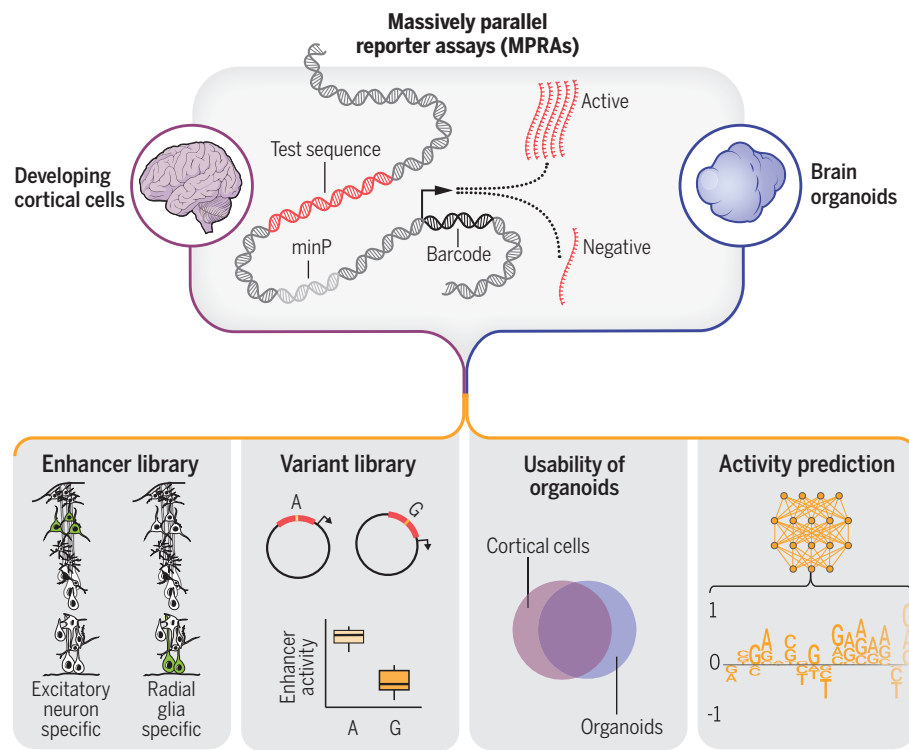 Massively parallel
reporter assays (MPRAs)
Developing
cortical cells
Test sequence
minP
Barcode
Active
Negative
Brain
organoids
Enhancer library
Excitatory
neuron
specific
Radial
glia
specific
Variant library
A
G
Enhancer
activity
A
G
Usability of
organoids
Cortical cells
Organoids
Activity prediction
1
0
-1